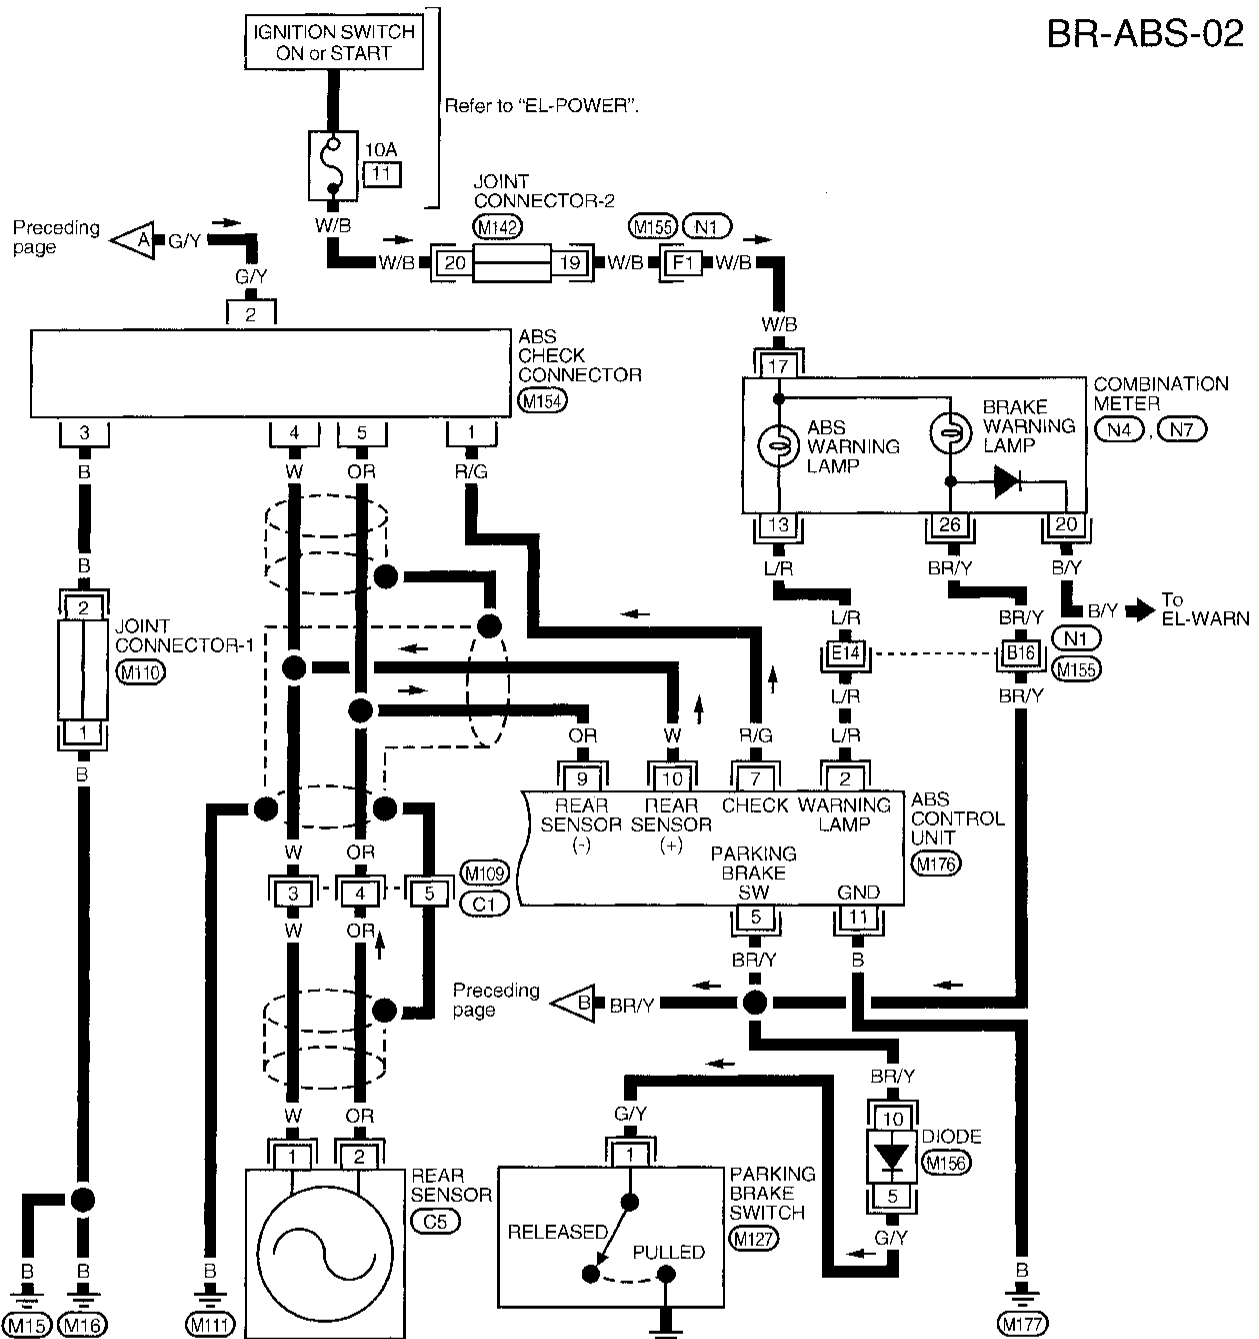 BR-ABS-02
IGNITION SWITCH
ON or START
Refer to “EL-POWER”.
10A
11
W/B
JOINT
CONNECTOR-2
M142
M155
N1
Preceding
page
A
G/Y
G/Y
W/B
20
19
W/B
F1
W/B
W/B
2
17
ABS
CHECK
CONNECTOR
M154
COMBINATION
METER
N4 , N7
ABS
WARNING
LAMP
BRAKE
WARNING
LAMP
3
4
5
1
B
W
OR
R/G
13
26
20
L/R
BR/Y
B/Y
B
2
JOINT
CONNECTOR-1
M110
1
B
L/R
BR/Y
B/Y
To
EL-WARN
E14
B16
N1
M155
L/R
BR/Y
OR
W
R/G
L/R
9
10
7
2
REAR
SENSOR
(-)
REAR
SENSOR
(+)
CHECK
WARNING
LAMP
ABS
CONTROL
UNIT
M176
PARKING
BRAKE
SW
GND
5
11
W
OR
3
4
5
M109
C1
W
OR
BR/Y
B
Preceding
page
B
BR/Y
BR/Y
10
DIODE
M156
5
G/Y
G/Y
1
PARKING
BRAKE
SWITCH
M127
RELEASED
PULLED
W
OR
1
2
REAR
SENSOR
C5
B
B
B
B
M15
M16
M111
M177